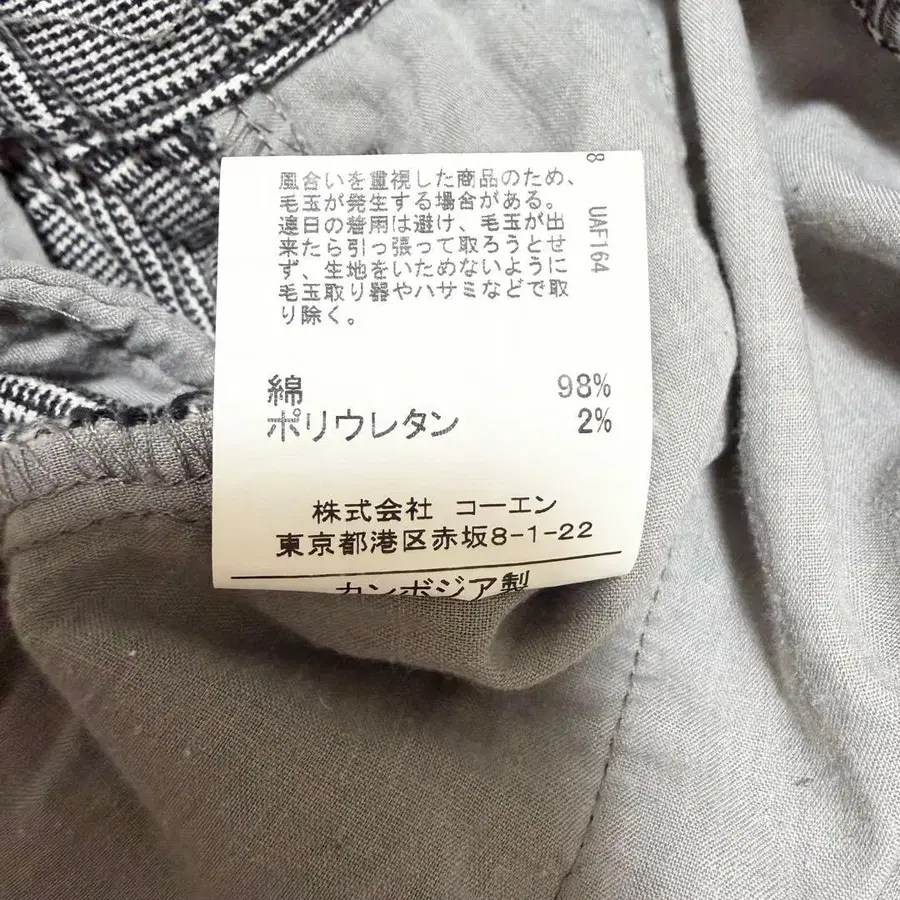 風合いを重視した商品のため、
毛玉が発生する場合がある。
連日の着用は避け、毛玉が出
来たら引っ張って取ろうとせ
ず、生地をいためないように
毛玉取り器やハサミなどで取
り除く。
8 UAF164
綿 98%
ポリウレタン 2%
株式会社 コーエン
東京都港区赤坂8-1-22
カンボジア製